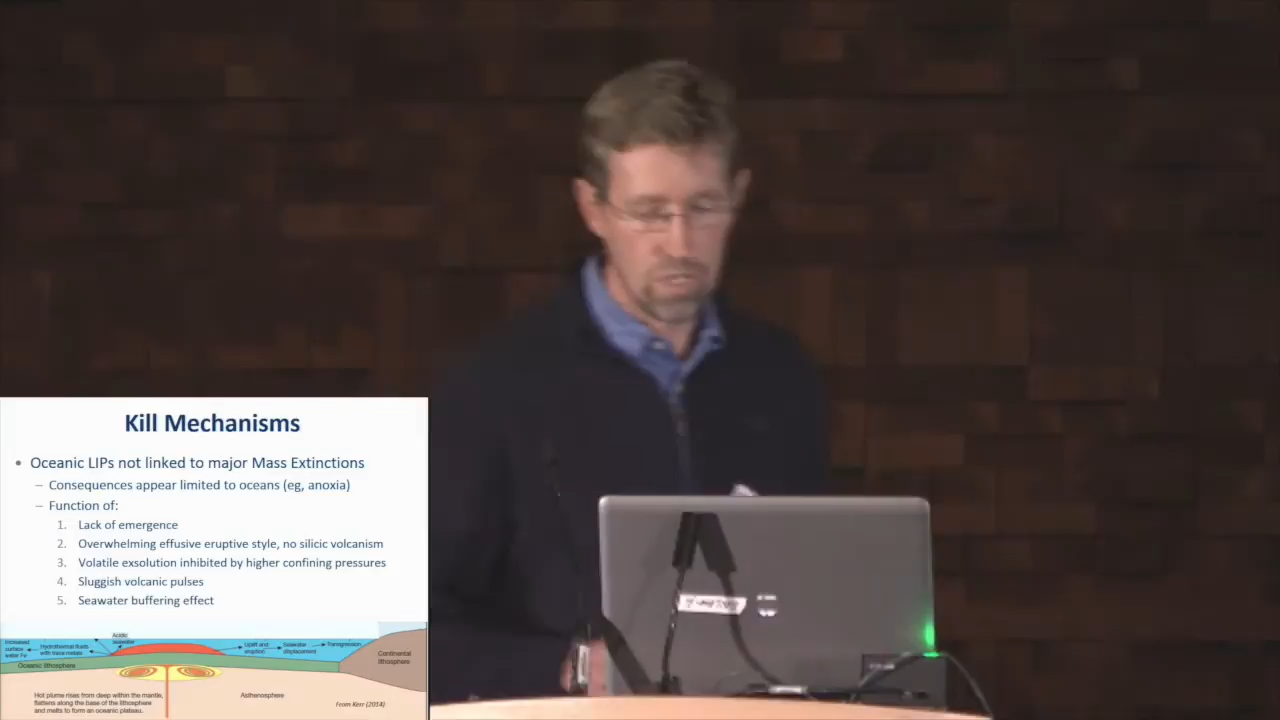 Kill Mechanisms
• Oceanic LIPs not linked to major Mass Extinctions
– Consequences appear limited to oceans (eg, anoxia)
– Function of:
1. Lack of emergence
2. Overwhelming effusive eruptive style, no silicic volcanism
3. Volatile exsolution inhibited by higher confining pressures
4. Sluggish volcanic pulses
5. Seawater buffering effect
Increased
surface
water Fe
Hydrothermal fluids
with trace metals
Acidic
seawater
Uplift and
eruption
Seawater
displacement
Transgression
Continental
lithosphere
Oceanic lithosphere
Hot plume rises from deep within the mantle,
flattens along the base of the lithosphere
and melts to form an oceanic plateau.
Asthenosphere
From Kerr (2014)